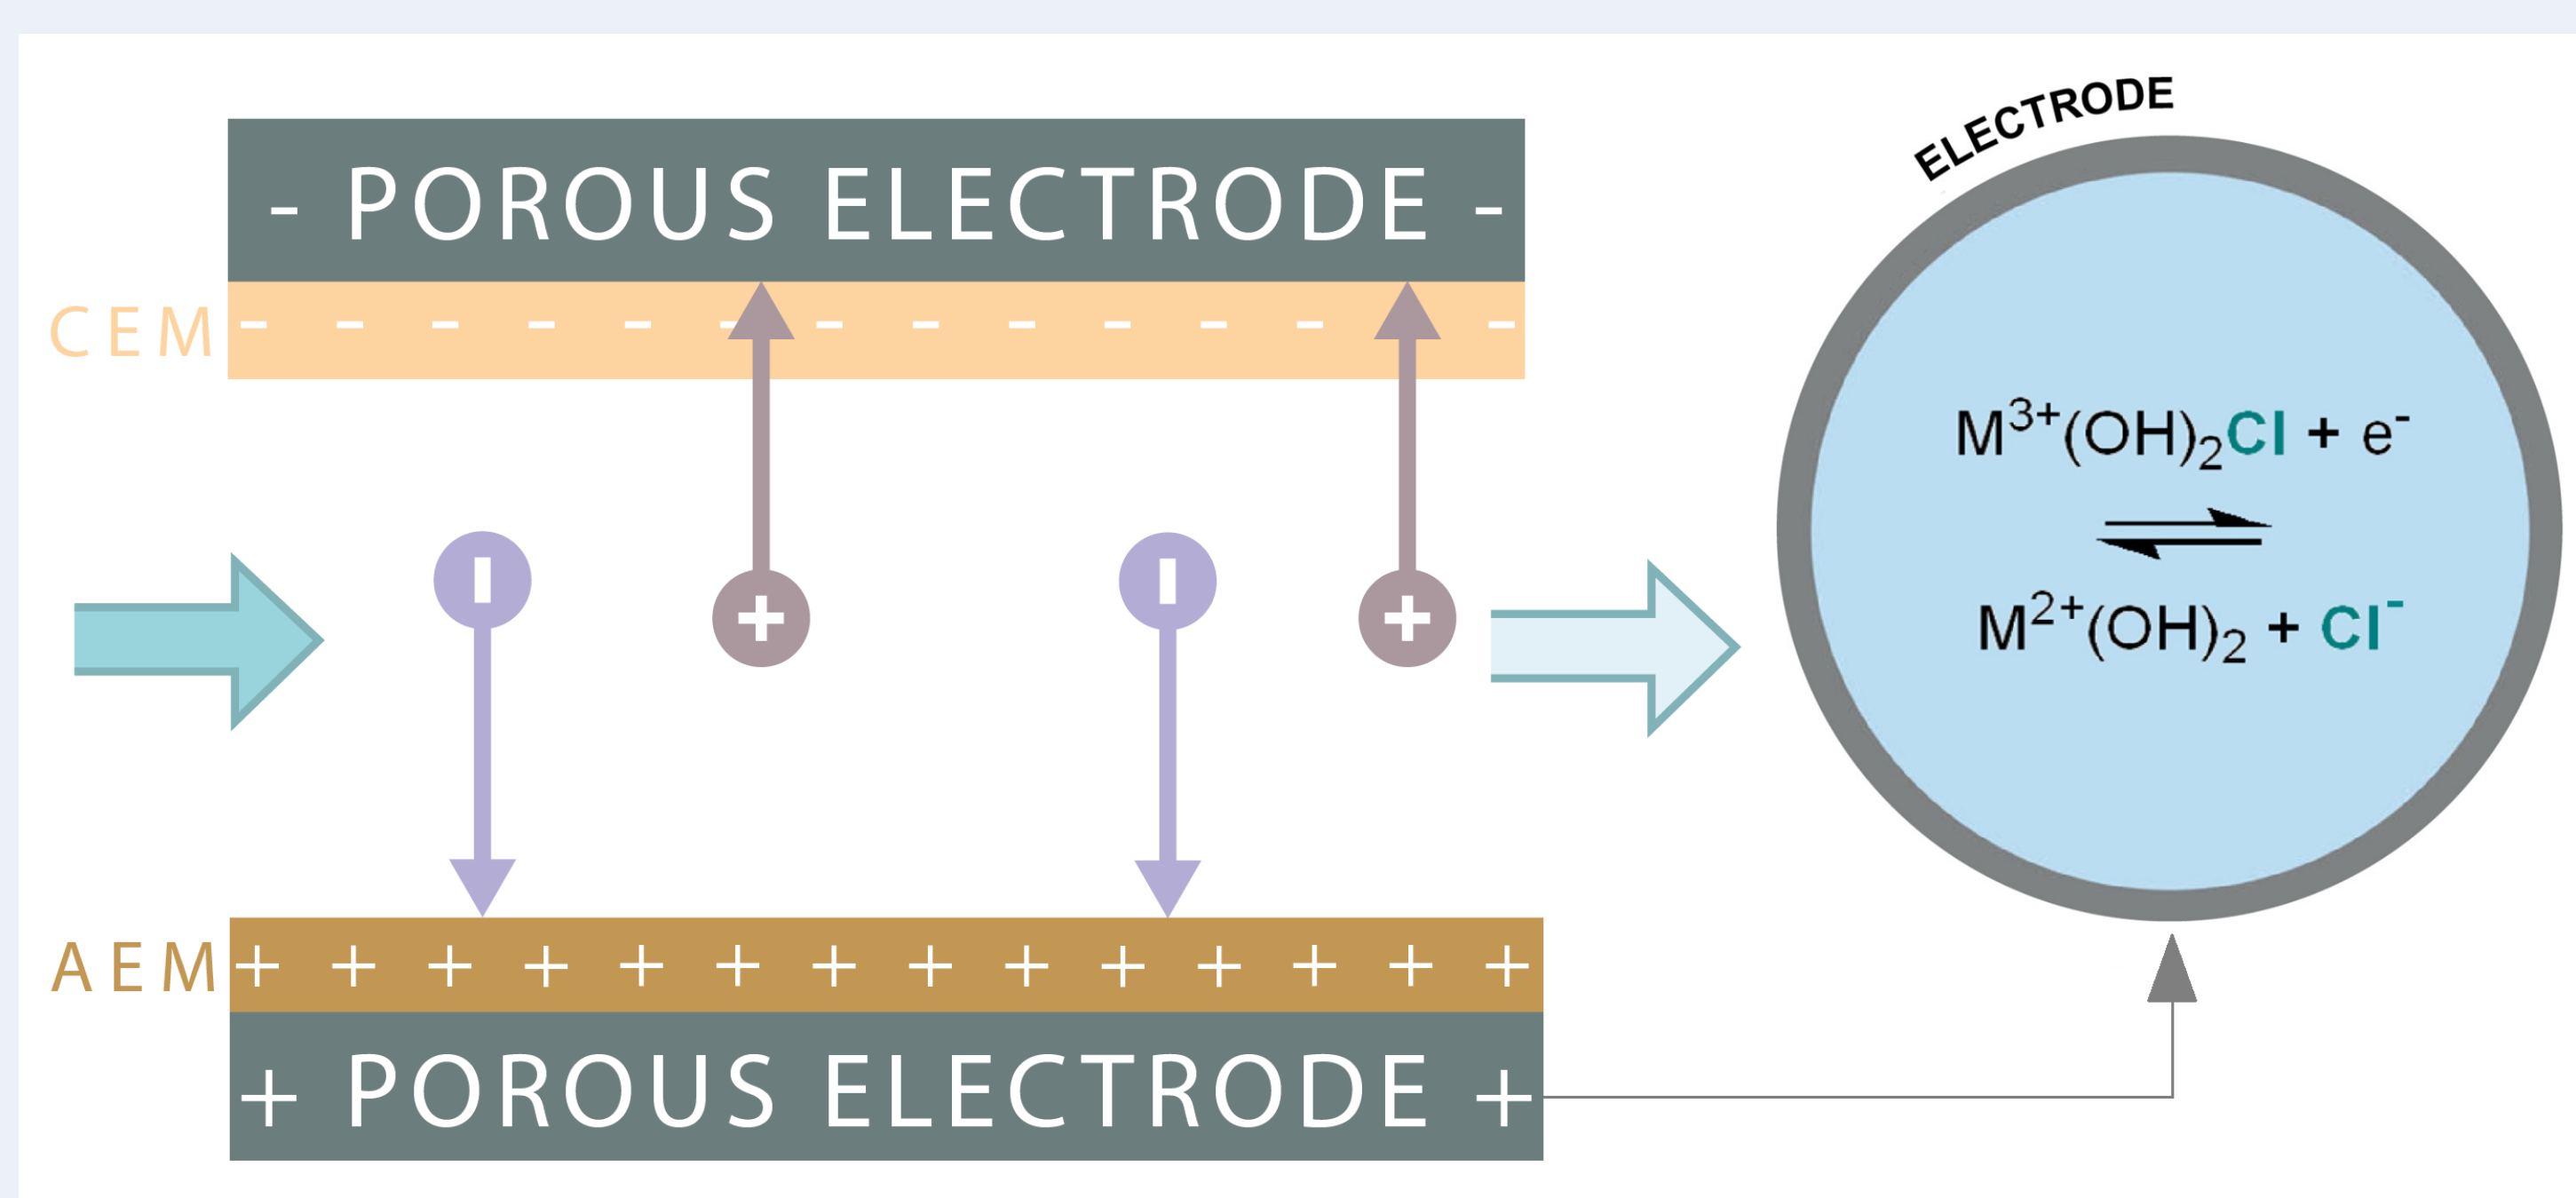 - POROUS ELECTRODE -
CEM - - - - - - - - - - - - - -
- + - +
AEM + + + + + + + + + + + + + +
+ POROUS ELECTRODE +
ELECTRODE
M³⁺(OH)₂Cl + e⁻
⇌
M²⁺(OH)₂ + Cl⁻